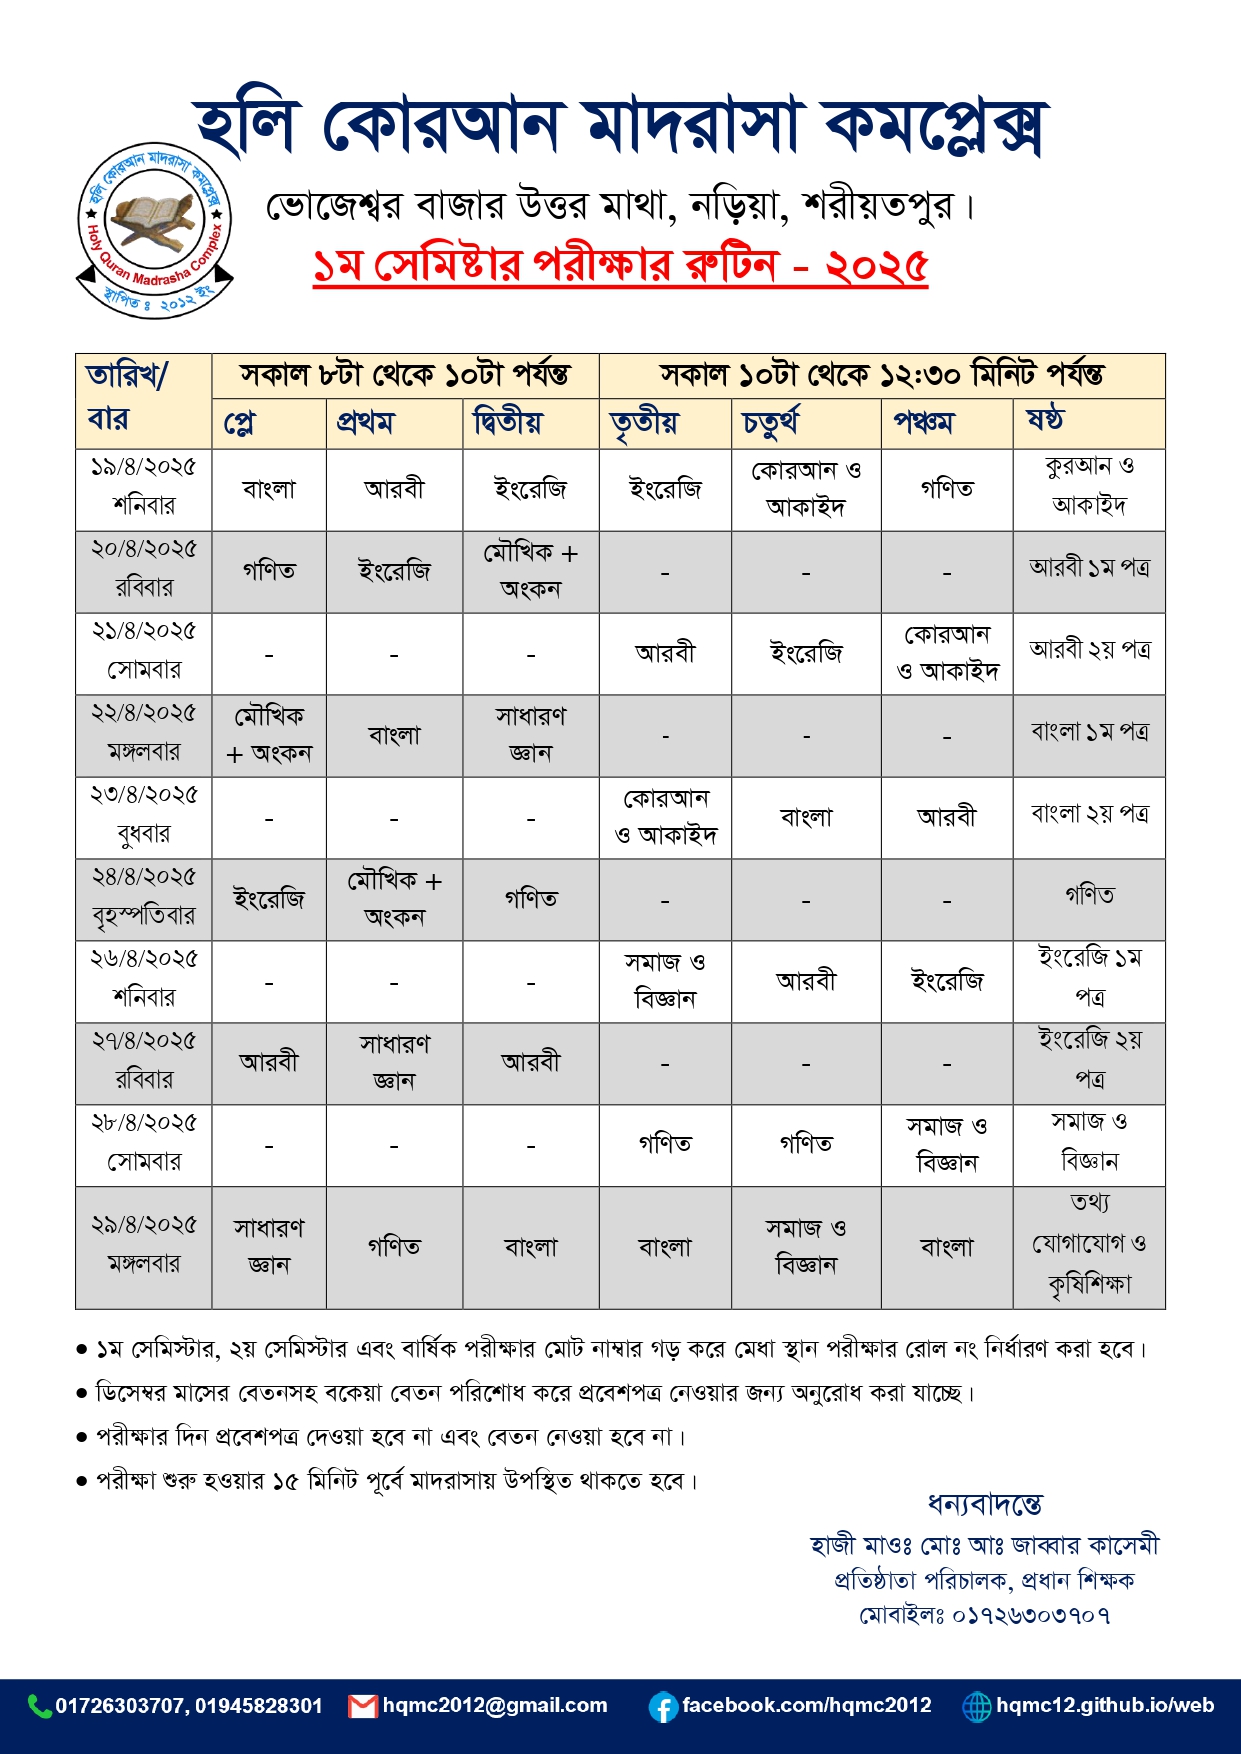 হলি কোরআন মাদরাসা কমপ্লেক্স
ভোজেশ্বর বাজার উত্তর মাথা, নড়িয়া, শরীয়তপুর।
১ম সেমিষ্টার পরীক্ষার রুটিন - ২০২৫
হলি কোরআন মাদরাসা কমপ্লেক্স
Holy Quran Madrasha Complex
স্থাপিত ঃ ২০১২ ইং
তারিখ/ সকাল ৮টা থেকে ১০টা পর্যন্ত সকাল ১০টা থেকে ১২:৩০ মিনিট পর্যন্ত
বার প্লে প্রথম দ্বিতীয় তৃতীয় চতুর্থ পঞ্চম ষষ্ঠ
১৯/৪/২০২৫ কোরআন ও কুরআন ও
শনিবার বাংলা আরবী ইংরেজি ইংরেজি আকাইদ গণিত আকাইদ
২০/৪/২০২৫ মৌখিক +
রবিবার গণিত ইংরেজি অংকন - - - আরবী ১ম পত্র
২১/৪/২০২৫ কোরআন
সোমবার - - - আরবী ইংরেজি ও আকাইদ আরবী ২য় পত্র
২২/৪/২০২৫ মৌখিক সাধারণ
মঙ্গলবার + অংকন বাংলা জ্ঞান - - - বাংলা ১ম পত্র
২৩/৪/২০২৫ কোরআন
বুধবার - - - ও আকাইদ বাংলা আরবী বাংলা ২য় পত্র
২৪/৪/২০২৫ মৌখিক +
বৃহস্পতিবার ইংরেজি অংকন গণিত - - - গণিত
২৬/৪/২০২৫ সমাজ ও ইংরেজি ১ম
শনিবার - - - বিজ্ঞান আরবী ইংরেজি পত্র
২৭/৪/২০২৫ সাধারণ ইংরেজি ২য়
রবিবার আরবী জ্ঞান আরবী - - - পত্র
২৮/৪/২০২৫ সমাজ ও সমাজ ও
সোমবার - - - গণিত গণিত বিজ্ঞান বিজ্ঞান
২৯/৪/২০২৫ সাধারণ সমাজ ও তথ্য
মঙ্গলবার জ্ঞান গণিত বাংলা বাংলা বিজ্ঞান বাংলা যোগাযোগ ও
কৃষিশিক্ষা
• ১ম সেমিস্টার, ২য় সেমিস্টার এবং বার্ষিক পরীক্ষার মোট নাম্বার গড় করে মেধা স্থান পরীক্ষার রোল নং নির্ধারণ করা হবে।
• ডিসেম্বর মাসের বেতনসহ বকেয়া বেতন পরিশোধ করে প্রবেশপত্র নেওয়ার জন্য অনুরোধ করা যাচ্ছে।
• পরীক্ষার দিন প্রবেশপত্র দেওয়া হবে না এবং বেতন নেওয়া হবে না।
• পরীক্ষা শুরু হওয়ার ১৫ মিনিট পূর্বে মাদরাসায় উপস্থিত থাকতে হবে।
ধন্যবাদন্তে
হাজী মাওঃ মোঃ আঃ জাব্বার কাসেমী
প্রতিষ্ঠাতা পরিচালক, প্রধান শিক্ষক
মোবাইলঃ ০১৭২৬৩০৩৭০৭
01726303707, 01945828301 hqmc2012@gmail.com facebook.com/hqmc2012 hqmc12.github.io/web